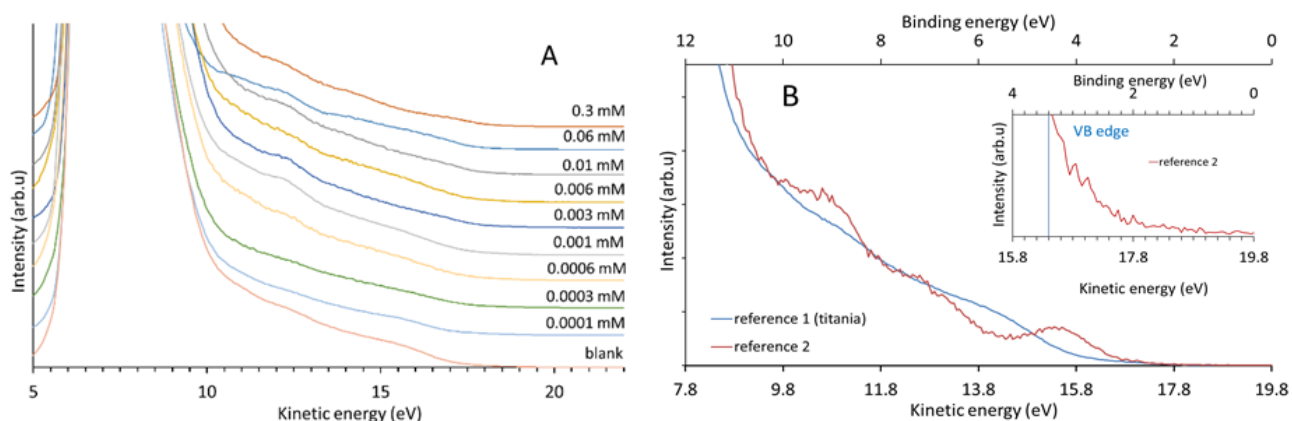 A
0.3 mM
0.06 mM
0.01 mM
0.006 mM
0.003 mM
0.001 mM
0.0006 mM
0.0003 mM
0.0001 mM
blank
Intensity (arb.u)
5 10 15 20
Kinetic energy (eV)
Binding energy (eV)
12 10 8 6 4 2 0
B
Binding energy (eV)
4 2 0
VB edge
reference 2
Intensity (arb.u)
15.8 17.8 19.8
Kinetic energy (eV)
Intensity (arb.u)
reference 1 (titania)
reference 2
7.8 9.8 11.8 13.8 15.8 17.8 19.8
Kinetic energy (eV)